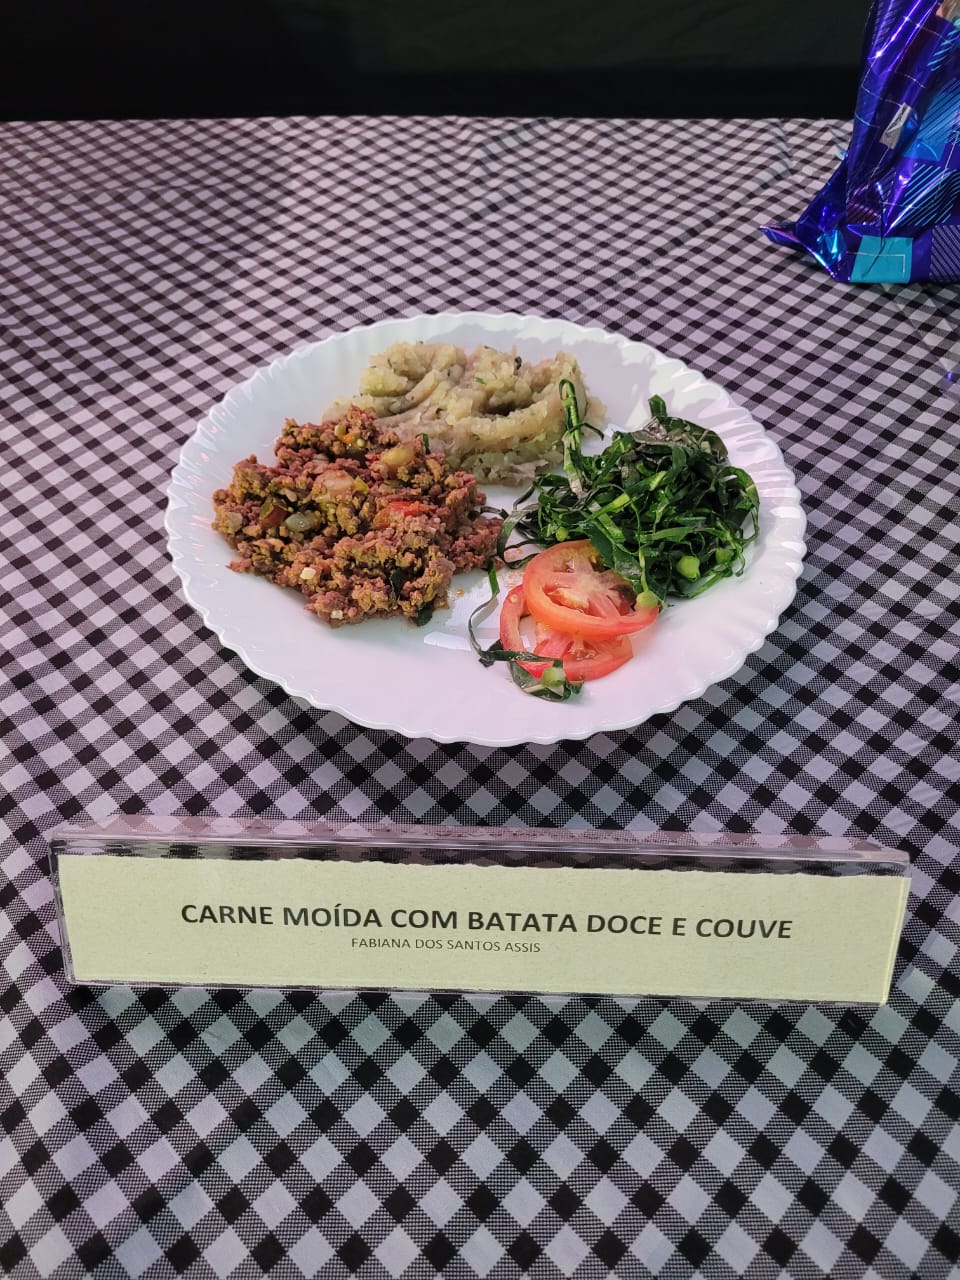 CARNE MOÍDA COM BATATA DOCE E COUVE
FABIANA DOS SANTOS ASSIS